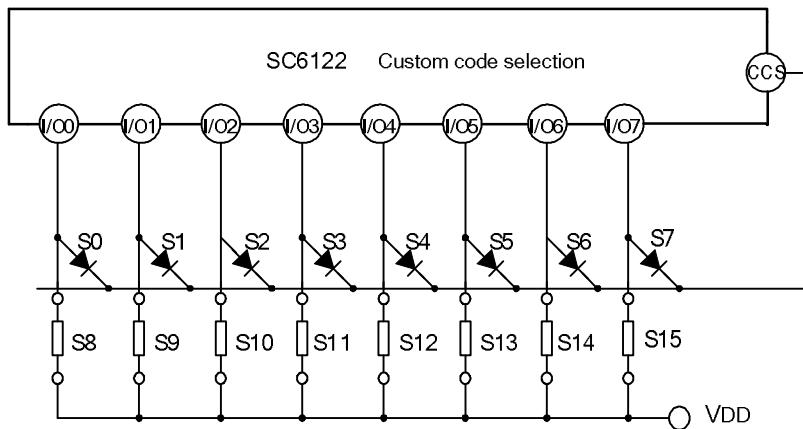 SC6122 Custom code selection
CCS
I/O0 I/O1 I/O2 I/O3 I/O4 I/O5 I/O6 I/O7
S0 S1 S2 S3 S4 S5 S6 S7
S8 S9 S10 S11 S12 S13 S14 S15
VDD